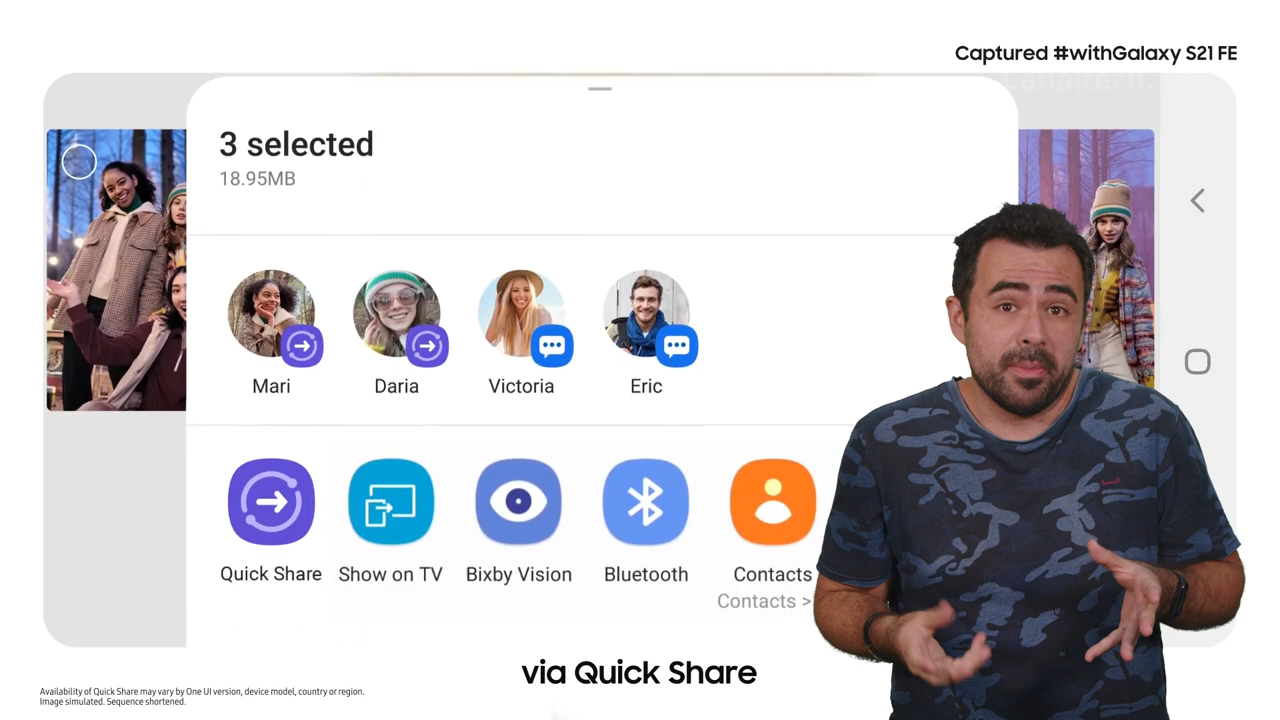 Captured #withGalaxy S21 FE
Lanaitech.
3 selected
18.95MB
Mari
Daria
Victoria
Eric
Quick Share
Show on TV
Bixby Vision
Bluetooth
Contacts
Contacts >
via Quick Share
Availability of Quick Share may vary by One UI version, device model, country or region.
Image simulated. Sequence shortened.